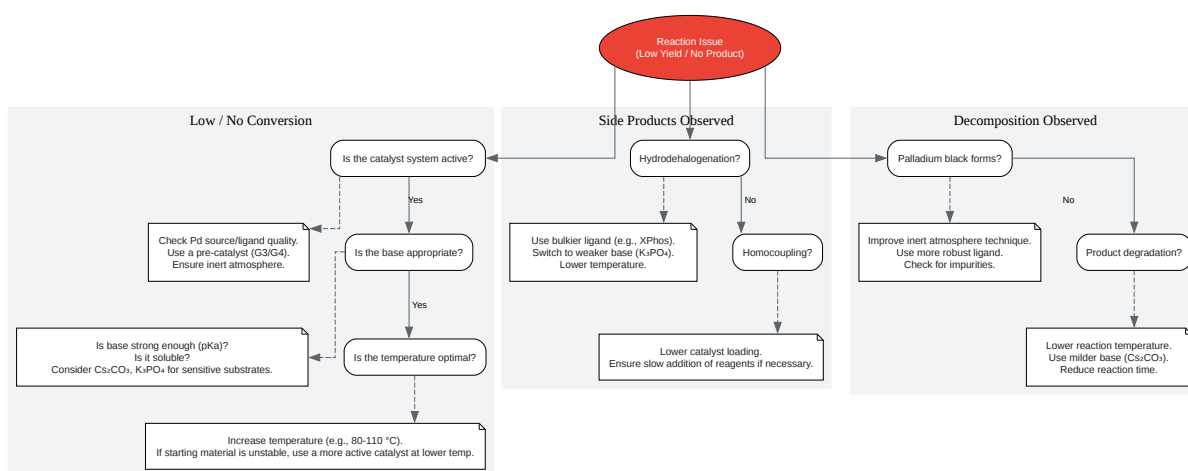 Reaction Issue
(Low Yield / No Product)
Low / No Conversion
Is the catalyst system active?
Yes
Check Pd source/ligand quality.
Use a pre-catalyst (G3/G4).
Ensure inert atmosphere.
Is the base appropriate?
Yes
Is base strong enough (pKa)?
Is it soluble?
Consider Cs₂CO₃, K₃PO₄ for sensitive substrates.
Is the temperature optimal?
Increase temperature (e.g., 80-110 °C).
If starting material is unstable, use a more active catalyst at lower temp.
Side Products Observed
Hydrodehalogenation?
No
Use bulkier ligand (e.g., XPhos).
Switch to weaker base (K₃PO₄).
Lower temperature.
Homocoupling?
Lower catalyst loading.
Ensure slow addition of reagents if necessary.
Decomposition Observed
Palladium black forms?
No
Improve inert atmosphere technique.
Use more robust ligand.
Check for impurities.
Product degradation?
Lower reaction temperature.
Use milder base (Cs₂CO₃).
Reduce reaction time.